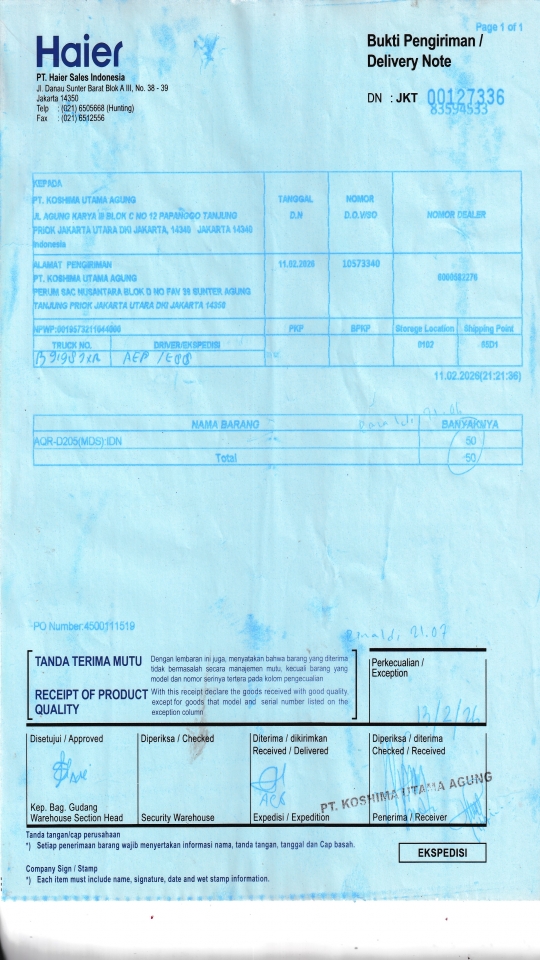 Page 1 of 1
Haier
Bukti Pengiriman /
Delivery Note
PT. Haier Sales Indonesia
Jl. Danau Sunter Barat Blok A III, No. 38 - 39
Jakarta 14350
Telp : (021) 6505668 (Hunting)
Fax : (021) 6512556
DN : JKT 00127336
83594533
KEPADA
PT. KOSHIMA UTAMA AGUNG
JL AGUNG KARYA III BLOK C NO 12 PAPANGGO TANJUNG
PRIOK JAKARTA UTARA DKI JAKARTA, 14340 JAKARTA 14340
Indonesia
TANGGAL
D.N
NOMOR
D.O.VISO
NOMOR DEALER
ALAMAT PENGIRIMAN
PT. KOSHIMA UTAMA AGUNG
PERUM SAC NUSANTARA BLOK D NO PAV 39 SUNTER AGUNG
TANJUNG PRIOK JAKARTA UTARA DKI JAKARTA 14350
11.02.2026
10573340
NPWP:
PKP
BPKP
Storege Location
Shipping Point
TRUCK NO.
DRIVER/EKSPEDISI
0102
AEP
11.02.2026(21:21:36)
NAMA BARANG
BANYAKNYA
AQR-D205(MDS):IDN
50
Total
50
PO Number:4500111519
21.07
TANDA TERIMA MUTU
Dengan lembaran ini juga, menyatakan bahwa barang yang diterima
tidak bermasalah secara manajemen mutu, kecuali barang yang
model dan nomor serinya tertera pada kolom pengecualian
RECEIPT OF PRODUCT
QUALITY
With this receipt declare the goods received with good quality,
except for goods that model and serial number listed on the
exception column
Perkecualian /
Exception
13/2/26
Disetujui / Approved
Diperiksa / Checked
Diterima / dikirimkan
Received / Delivered
Diperiksa / diterima
Checked / Received
PT. KOSHIMA UTAMA AGUNG
Kep. Bag. Gudang
Warehouse Section Head
Security Warehouse
Expedisi / Expedition
Penerima / Receiver
Tanda tangan/cap perusahaan
*) Setiap penerimaan barang wajib menyertakan informasi nama, tanda tangan, tanggal dan Cap basah.
EKSPEDISI
Company Sign / Stamp
*) Each item must include name, signature, date and wet stamp information.